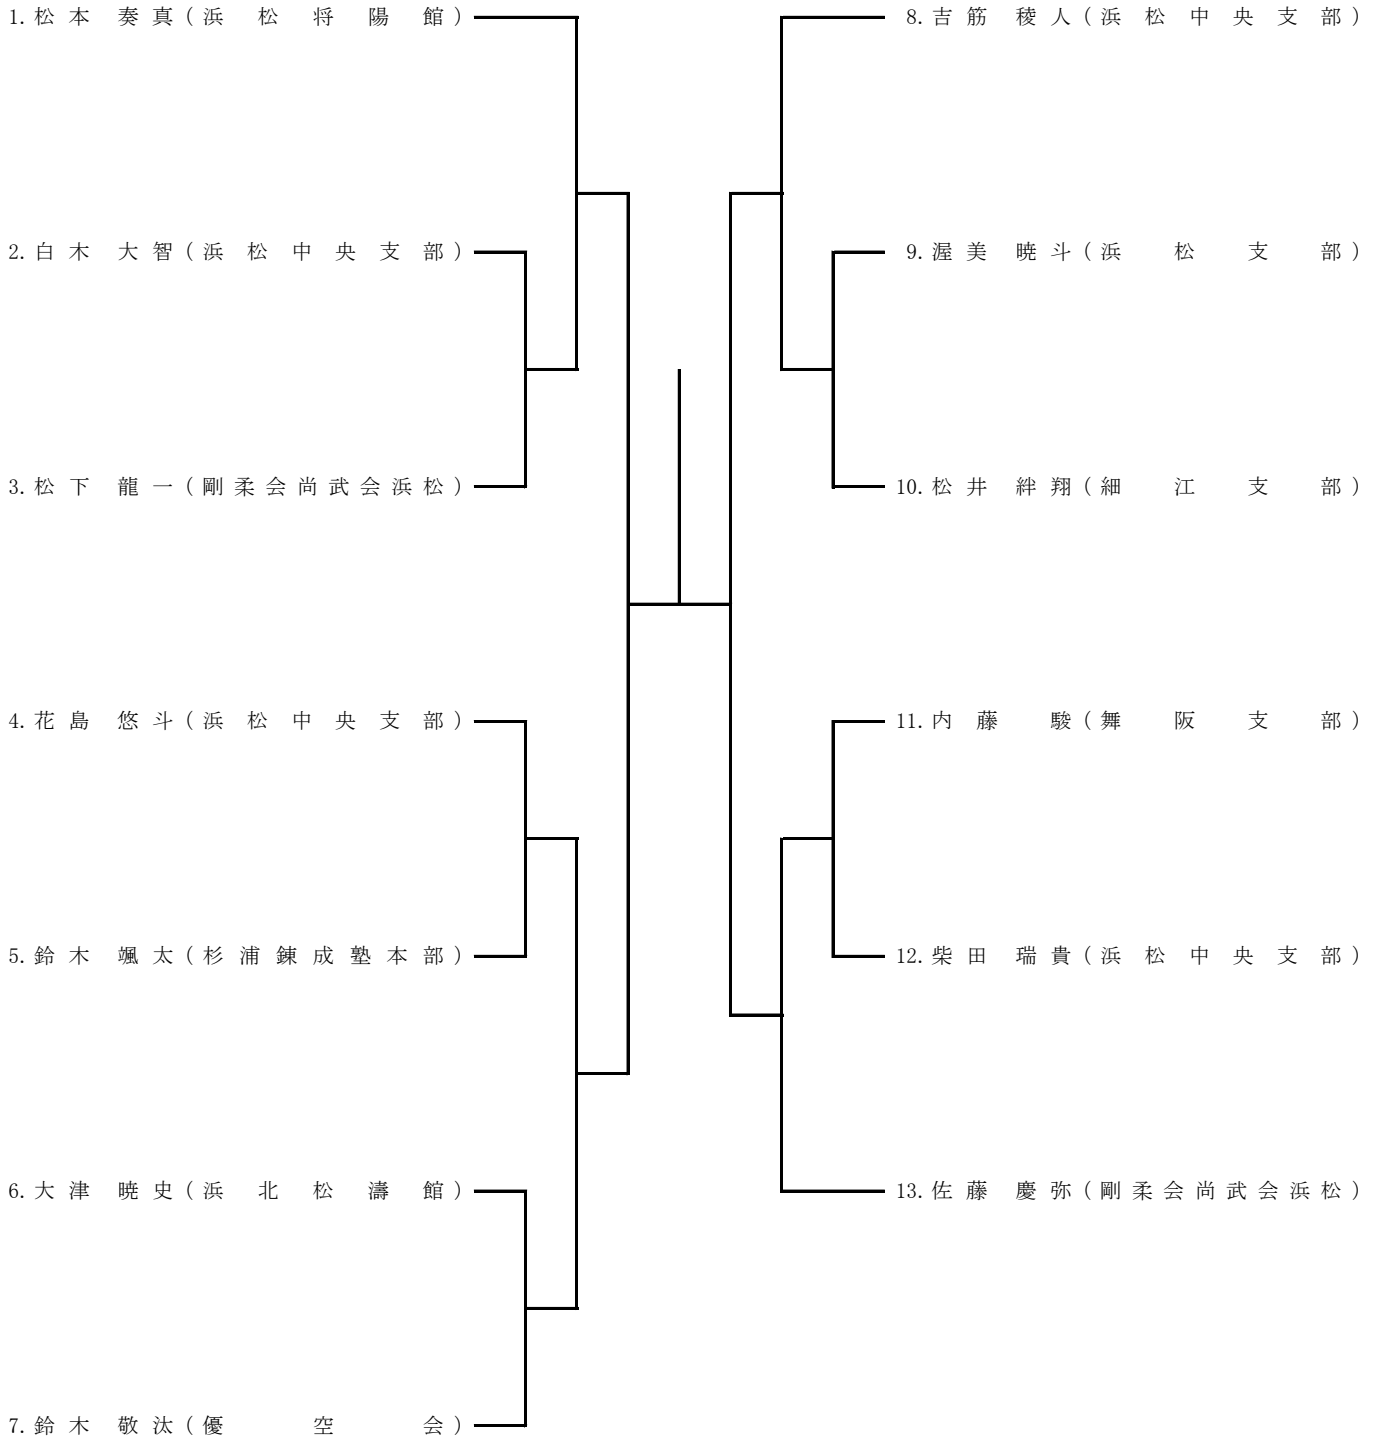 1. 松本 奏真（浜松将陽館）
2. 白木 大智（浜松中央支部）
3. 松下 龍一（剛柔会尚武会浜松）
4. 花島 悠斗（浜松中央支部）
5. 鈴木 颯太（杉浦錬成塾本部）
6. 大津 暁史（浜北松濤館）
7. 鈴木 敬汰（優空会）
8. 吉筋 稜人（浜松中央支部）
9. 渥美 暁斗（浜松支部）
10. 松井 絆翔（細江支部）
11. 内藤 駿（舞阪支部）
12. 柴田 瑞貴（浜松中央支部）
13. 佐藤 慶弥（剛柔会尚武会浜松）